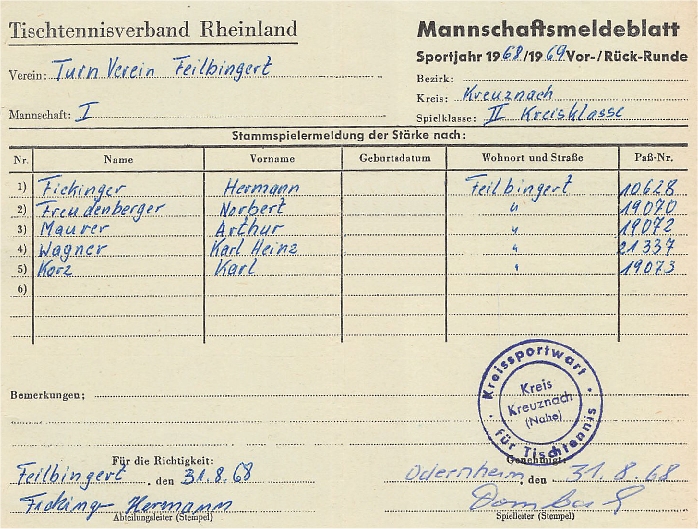 Tischtennisverband Rheinland
Mannschaftsmeldeblatt
Sportjahr 1968/1969 Vor-/Rück-Runde
Verein: Turn Verein Feilbingert
Bezirk:
Kreis: Kreuznach
Mannschaft: I
Spielklasse: II Kreisklasse
Stammspielermeldung der Stärke nach:
Nr. Name Vorname Geburtsdatum Wohnort und Straße Paß-Nr.
1) Fickinger Hermann Feilbingert 10628
2) Freudenberger Norbert " 19070
3) Maurer Arthur " 19072
4) Wagner Karl Heinz " 21337
5) Korz Karl " 19073
6)
Kreissportwart für Tischtennis
Kreis
Kreuznach
(Nahe)
Bemerkungen:
Für die Richtigkeit:
Genehmigt:
Feilbingert, den 31.8.68
Odernheim, den 31.8.68
Ficking Hermann
Abteilungsleiter (Stempel)
Spielleiter (Stempel)